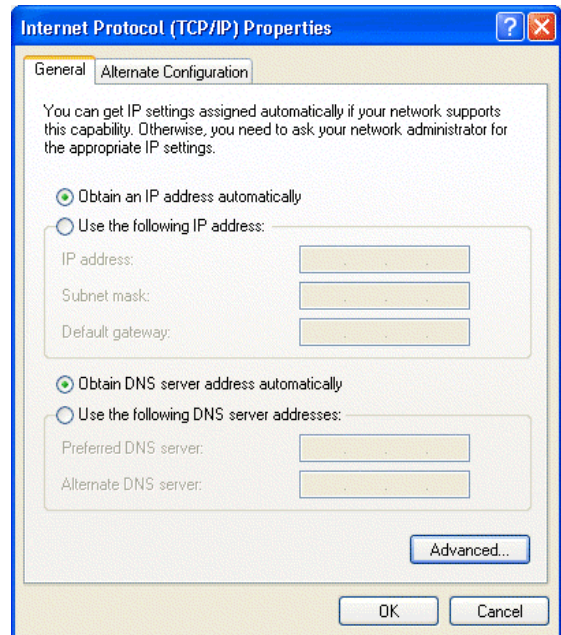 Internet Protocol (TCP/IP) Properties
?
X
General
Alternate Configuration
You can get IP settings assigned automatically if your network supports
this capability. Otherwise, you need to ask your network administrator for
the appropriate IP settings.
Obtain an IP address automatically
Use the following IP address:
IP address:
Subnet mask:
Default gateway:
Obtain DNS server address automatically
Use the following DNS server addresses:
Preferred DNS server:
Alternate DNS server:
Advanced...
OK
Cancel